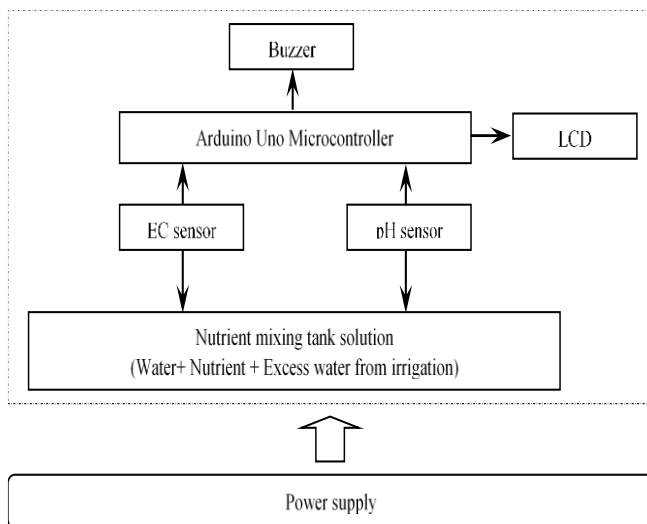 Buzzer
Arduino Uno Microcontroller
LCD
EC sensor
pH sensor
Nutrient mixing tank solution
(Water+ Nutrient + Excess water from irrigation)
Power supply